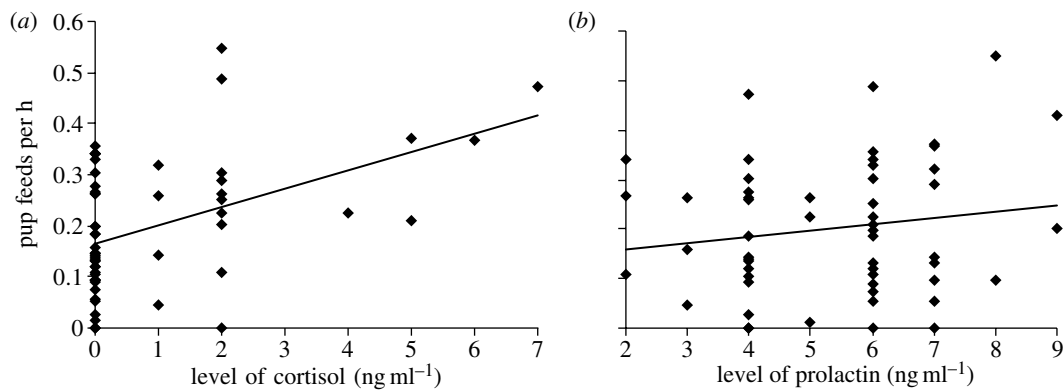 (a)
0.6
0.5
0.4
0.3
0.2
0.1
0
pup feeds per h
0 1 2 3 4 5 6 7
level of cortisol (ng ml⁻¹)
(b)
2 3 4 5 6 7 8 9
level of prolactin (ng ml⁻¹)